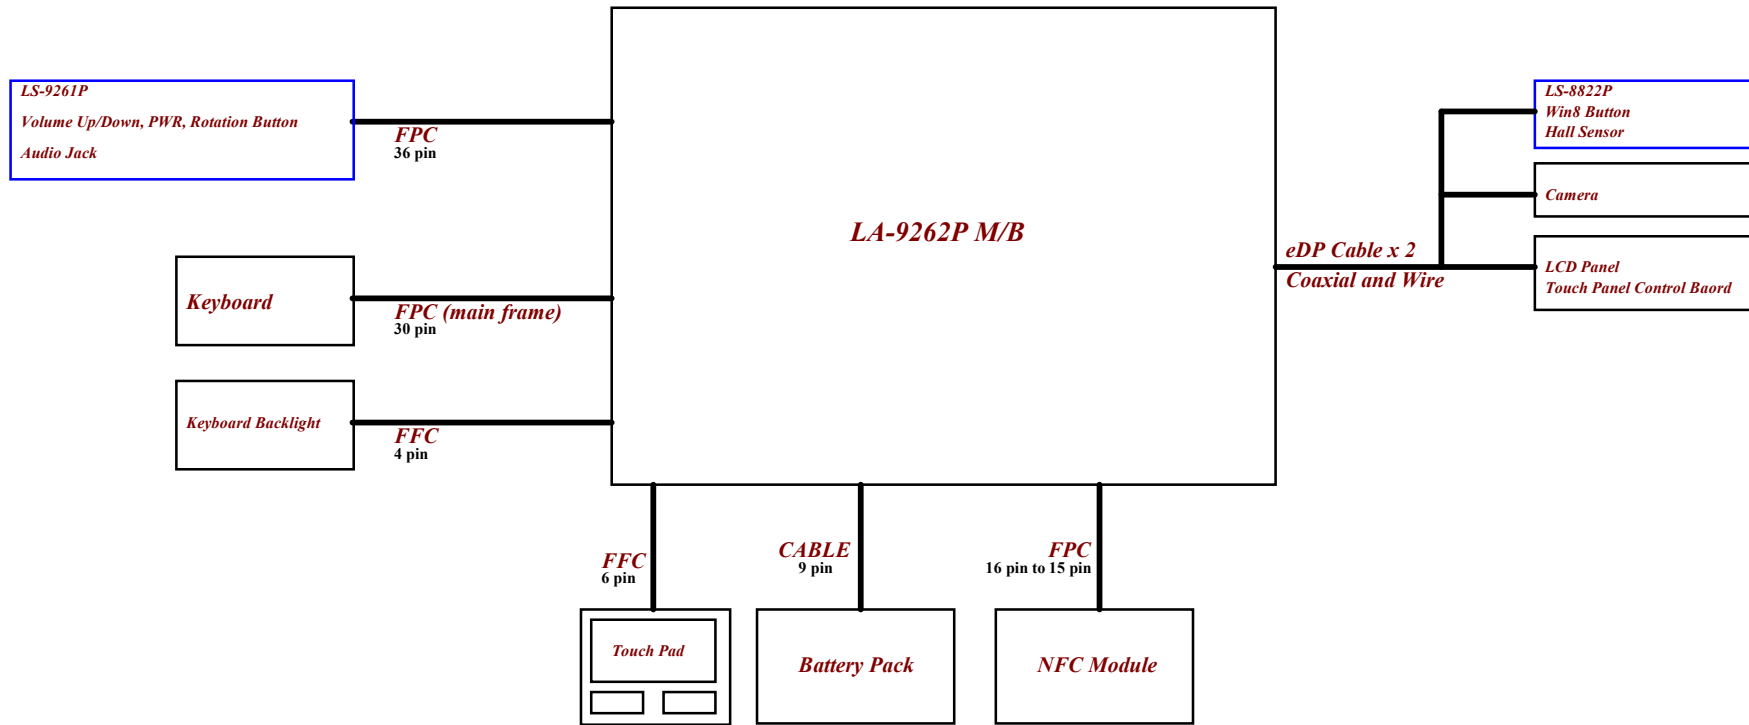 LS-9261P
Volume Up/Down, PWR, Rotation Button
Audio Jack
FPC
36 pin
Keyboard
FPC (main frame)
30 pin
Keyboard Backlight
FFC
4 pin
LA-9262P M/B
eDP Cable x 2
Coaxial and Wire
LS-8822P
Win8 Button
Hall Sensor
Camera
LCD Panel
Touch Panel Control Baord
FFC
6 pin
CABLE
9 pin
FPC
16 pin to 15 pin
Touch Pad
Battery Pack
NFC Module